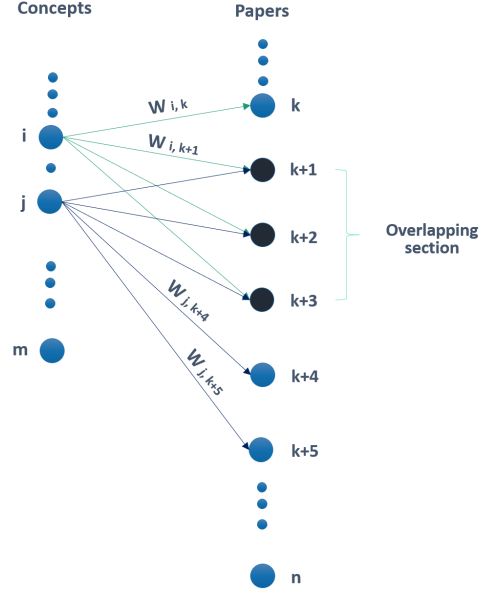 Concepts
Papers
k
W i, k
i
W i, k+1
k+1
j
k+2
Overlapping
section
k+3
W j, k+4
m
W j, k+5
k+4
k+5
n